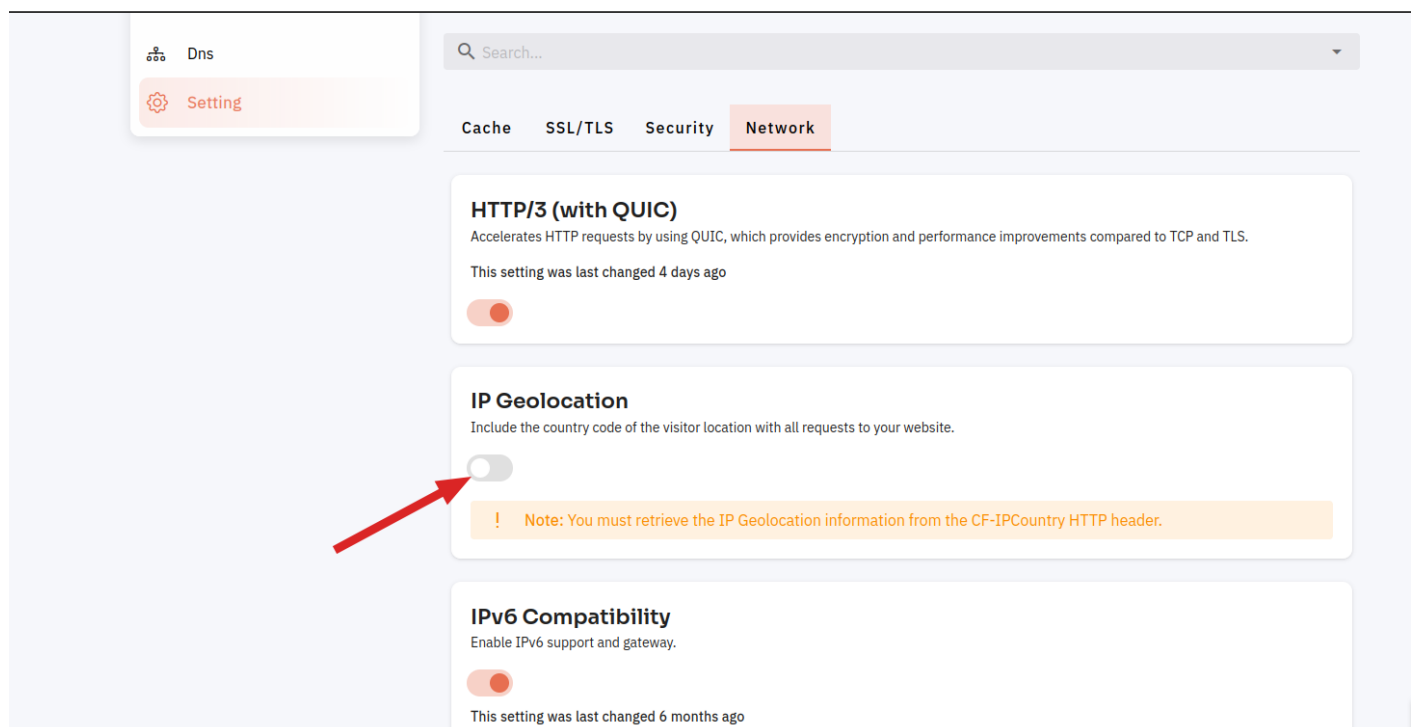 Dns
Setting
Search...
Cache SSL/TLS Security Network
HTTP/3 (with QUIC)
Accelerates HTTP requests by using QUIC, which provides encryption and performance improvements compared to TCP and TLS.
This setting was last changed 4 days ago
IP Geolocation
Include the country code of the visitor location with all requests to your website.
! Note: You must retrieve the IP Geolocation information from the CF-IPCountry HTTP header.
IPv6 Compatibility
Enable IPv6 support and gateway.
This setting was last changed 6 months ago